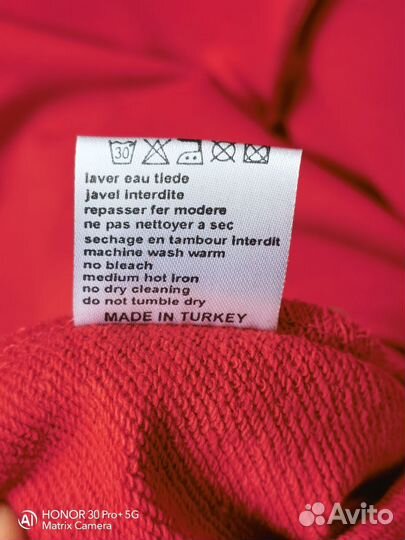 30
laver eau tiede
javel interdite
repasser fer modere
ne pas nettoyer a sec
sechage en tambour interdit
machine wash warm
no bleach
medium hot iron
no dry cleaning
do not tumble dry
MADE IN TURKEY
AI HONOR 30 Pro+ 5G
Matrix Camera
Avito